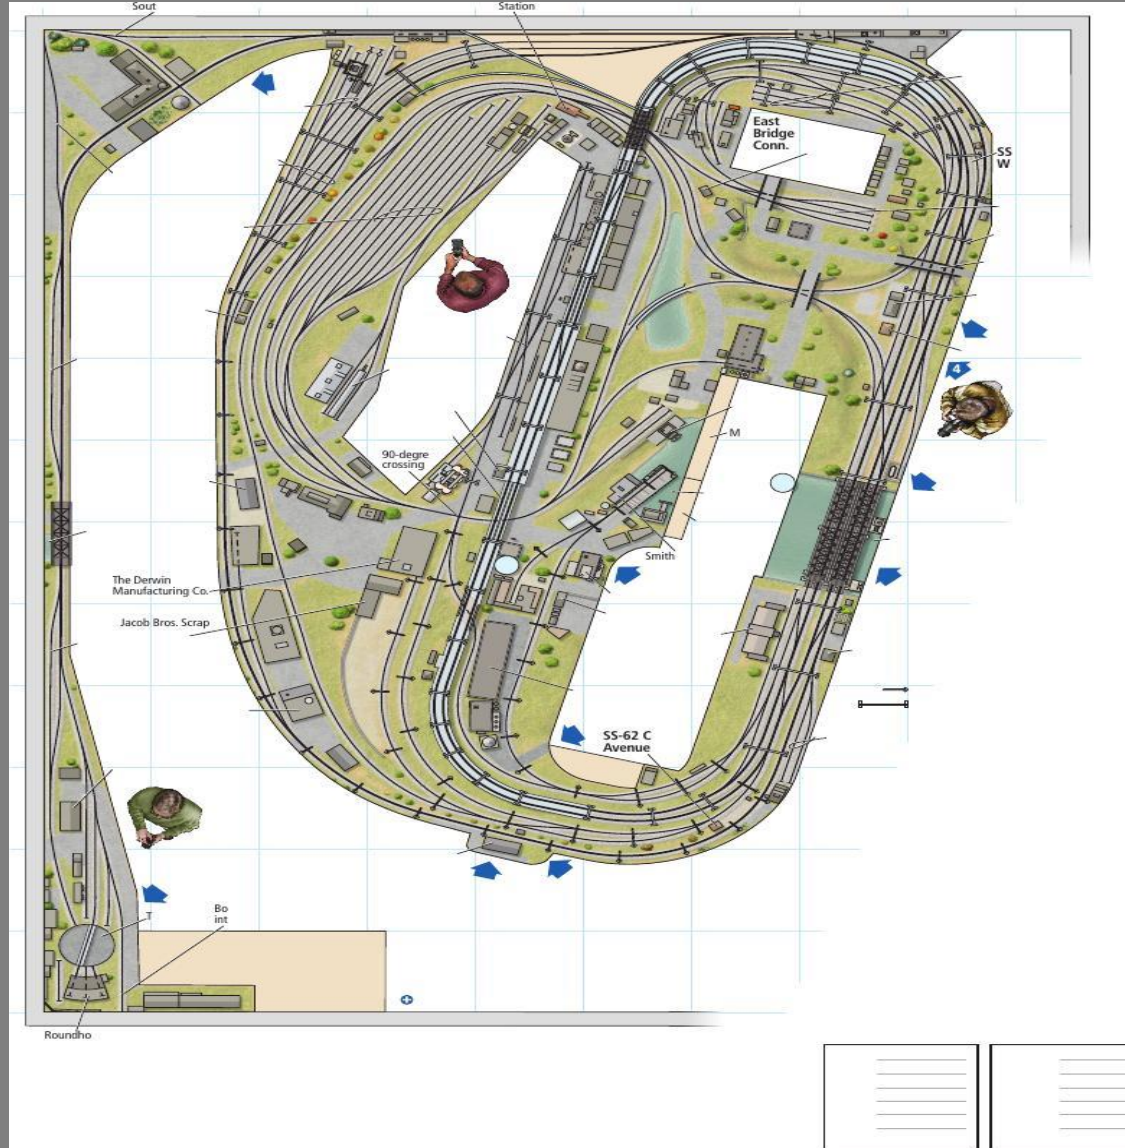 Sout
Station
East
Bridge
Conn.
SS
W
4
M
90-degre
crossing
Smith
The Derwin
Manufacturing Co.
Jacob Bros. Scrap
SS-62 C
Avenue
T
Bo
int
Roundho